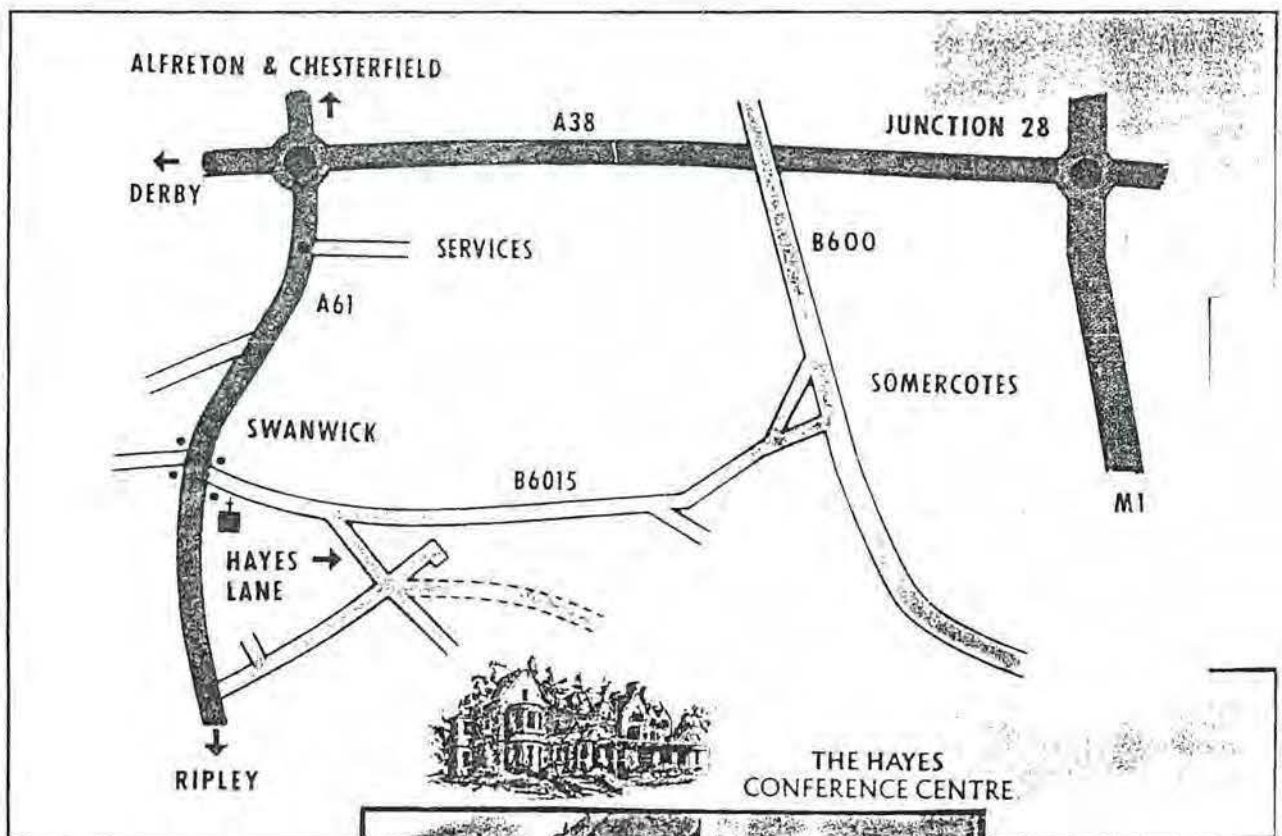 ALFRETON & CHESTERFIELD
A38
JUNCTION 28
DERBY
SERVICES
B600
A61
SOMERCOTES
SWANWICK
B6015
M1
HAYES
LANE
RIPLEY
THE HAYES
CONFERENCE CENTRE.